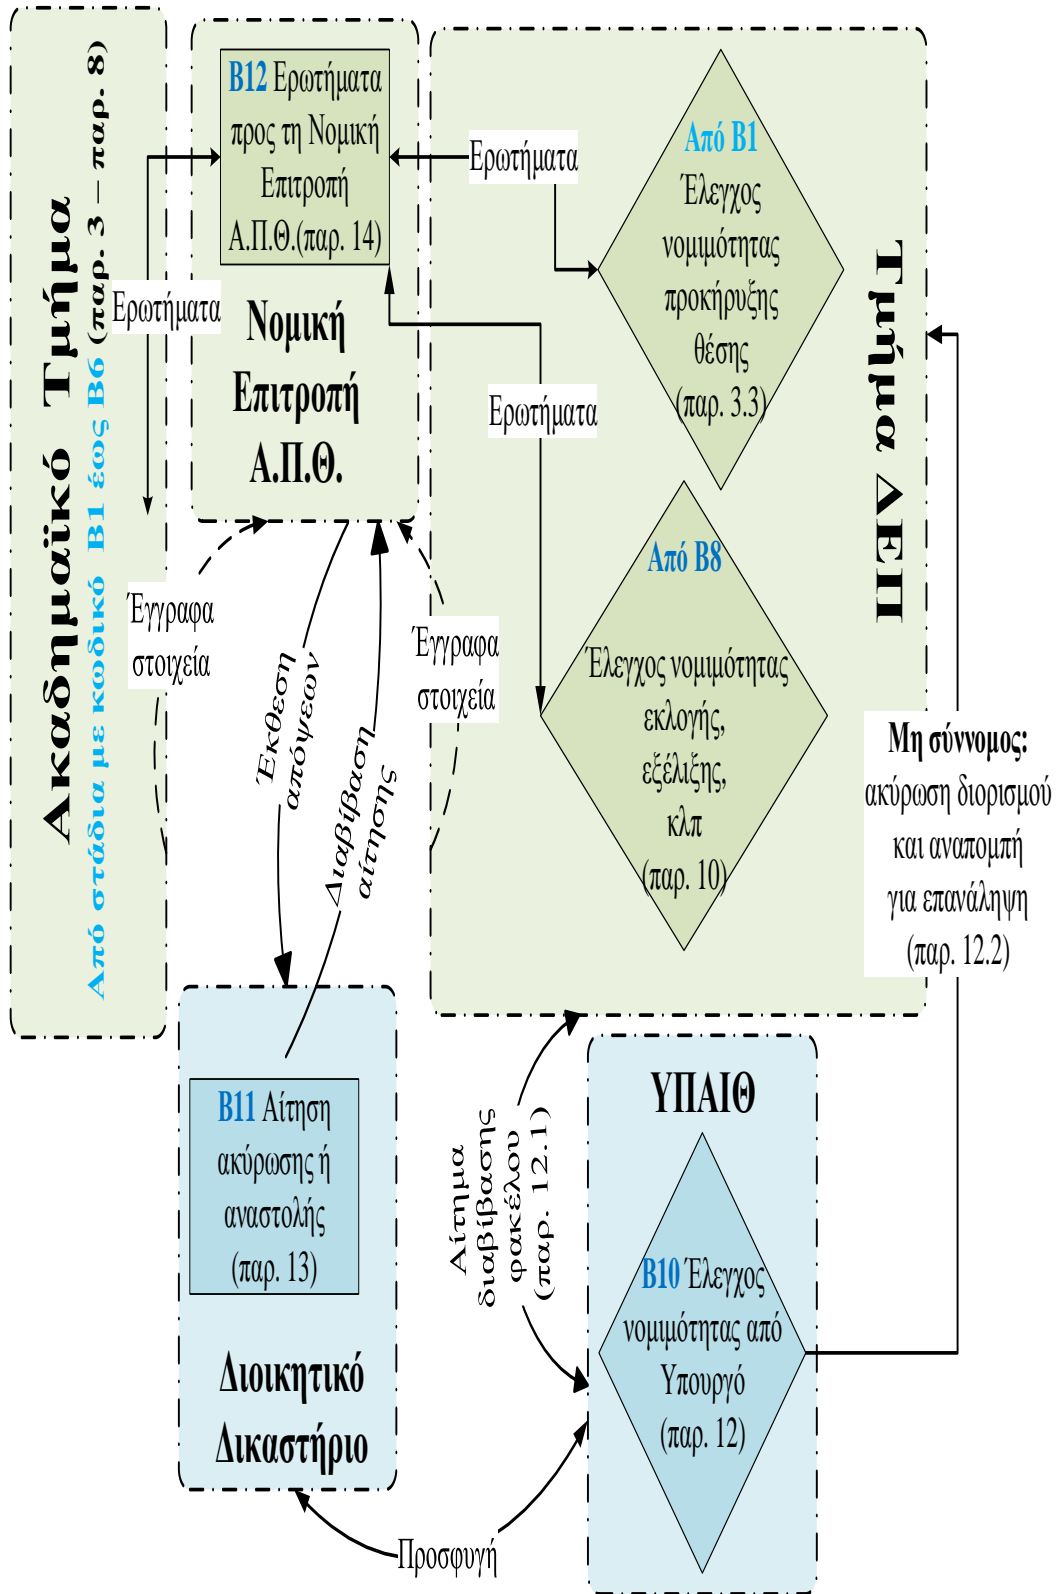 Ακαδημαϊκό Τμήμα
Από στάδια με κωδικό Β1 έως Β6 (παρ. 3 – παρ. 8)
Β12 Ερωτήματα
προς τη Νομική
Επιτροπή
Α.Π.Θ.(παρ. 14)
Νομική
Επιτροπή
Α.Π.Θ.
Ερωτήματα
Ερωτήματα
Ερωτήματα
Από Β1
Έλεγχος
νομιμότητας
προκήρυξης
θέσης
(παρ. 3.3)
Τμήμα ΔΕΠ
Από Β8
Έλεγχος νομιμότητας
εκλογής,
εξέλιξης,
κλπ
(παρ. 10)
Έγγραφα
στοιχεία
Έκθεση
απόψεων
Διαβίβαση
αίτησης
Έγγραφα
στοιχεία
Μη σύννομος:
ακύρωση διορισμού
και αναπομπή
για επανάληψη
(παρ. 12.2)
Β11 Αίτηση
ακύρωσης ή
αναστολής
(παρ. 13)
Διοικητικό
Δικαστήριο
Αίτημα
διαβίβασης
φακέλου
(παρ. 12.1)
ΥΠΑΙΘ
Β10 Έλεγχος
νομιμότητας από
Υπουργό
(παρ. 12)
Προσφυγή